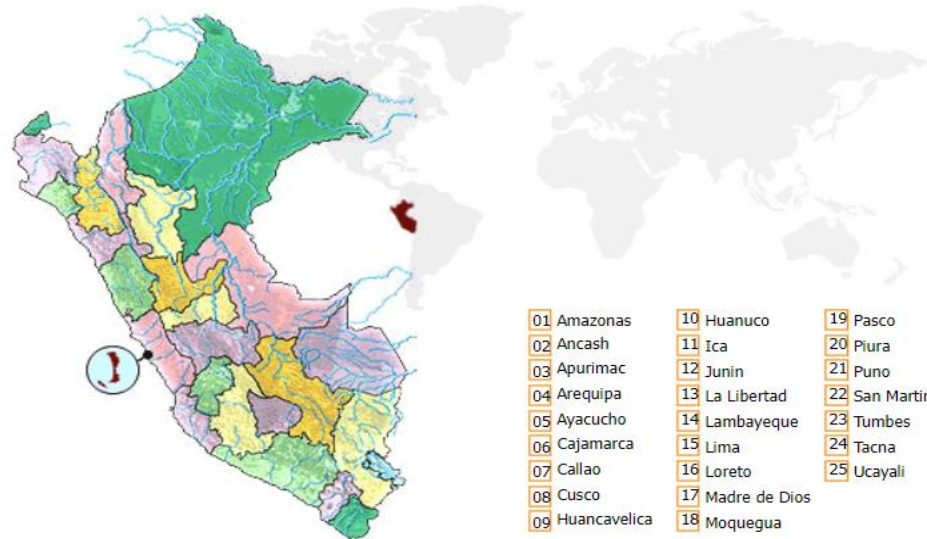 01 Amazonas
02 Ancash
03 Apurimac
04 Arequipa
05 Ayacucho
06 Cajamarca
07 Callao
08 Cusco
09 Huancavelica
10 Huanuco
11 Ica
12 Junin
13 La Libertad
14 Lambayeque
15 Lima
16 Loreto
17 Madre de Dios
18 Moquegua
19 Pasco
20 Piura
21 Puno
22 San Martin
23 Tumbes
24 Tacna
25 Ucayali